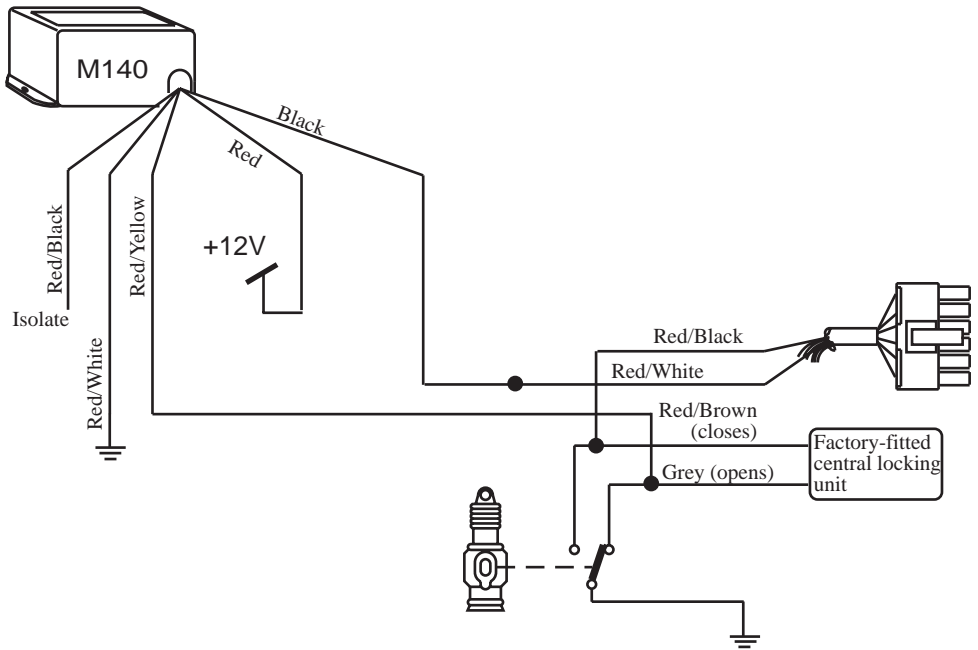 M140
Black
Red
Red/Black
Red/Yellow
+12V
Isolate
Red/White
Red/Black
Red/White
Red/Brown
(closes)
Factory-fitted
central locking
unit
Grey (opens)